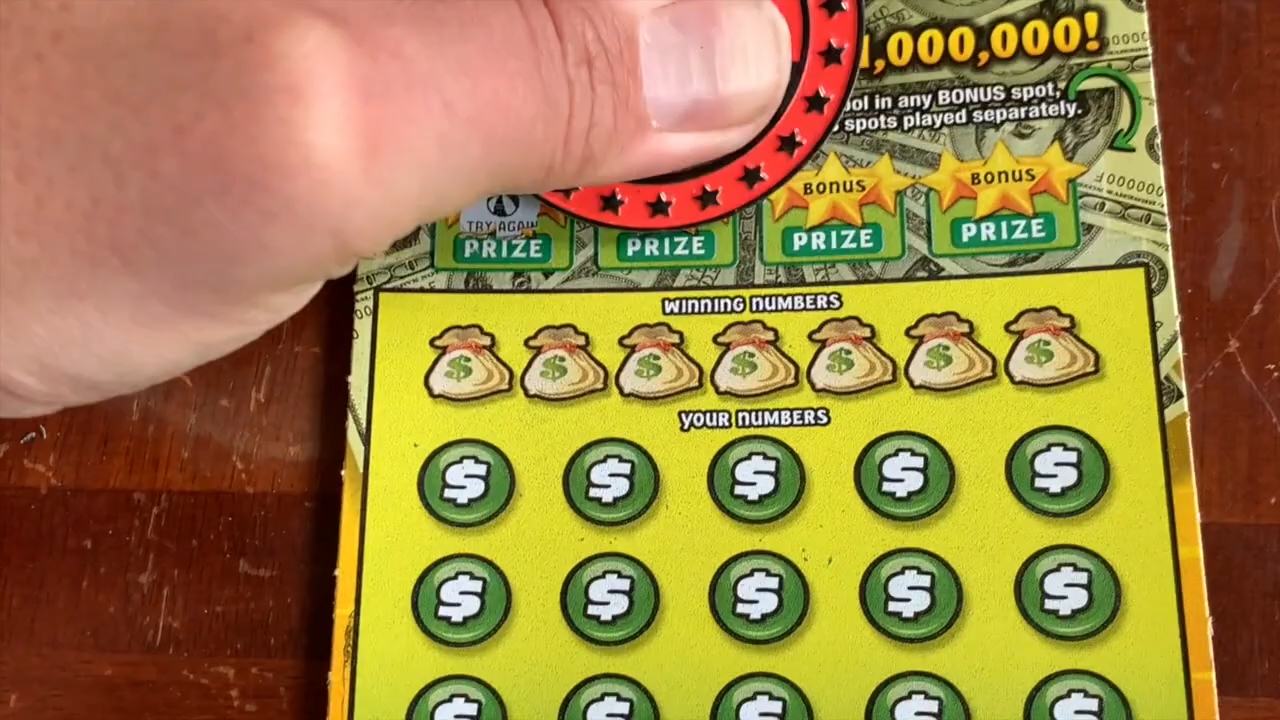 1,000,000!
in any BONUS spot,
spots played separately.
BONUS BONUS
TRY AGAIN
PRIZE PRIZE PRIZE PRIZE
WINNING NUMBERS
$ $ $ $ $ $ $
YOUR NUMBERS
$ $ $ $ $
$ $ $ $ $
$ $ $ $ $